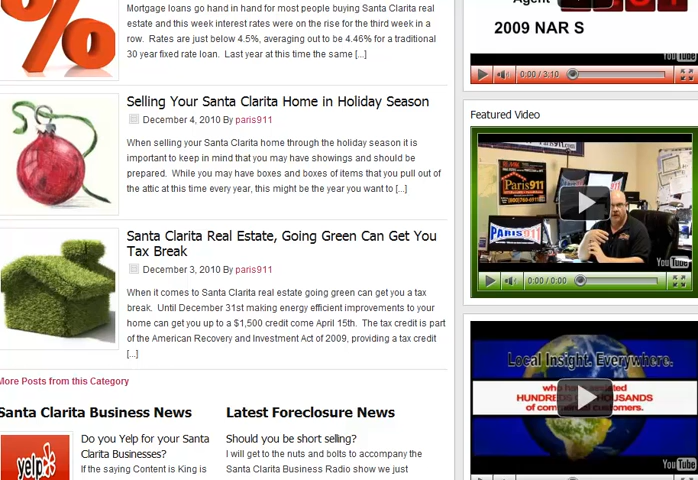 Mortgage loans go hand in hand for most people buying Santa Clarita real
estate and this week interest rates were on the rise for the third week in a
row. Rates are just below 4.5%, averaging out to be 4.46% for a traditional
30 year fixed rate loan. Last year at this time the same [...]
Selling Your Santa Clarita Home in Holiday Season
December 4, 2010 By paris911
When selling your Santa Clarita home through the holiday season it is
important to keep in mind that you may have showings and should be
prepared. While you may have boxes and boxes of items that you pull out of
the attic at this time every year, this might be the year you want to [...]
Santa Clarita Real Estate, Going Green Can Get You
Tax Break
December 3, 2010 By paris911
When it comes to Santa Clarita real estate going green can get you a tax
break. Until December 31st making energy efficient improvements to your
home can get you up to a $1,500 credit come April 15th. The tax credit is part
of the American Recovery and Investment Act of 2009, providing a tax credit
[...]
More Posts from this Category
Santa Clarita Business News
Do you Yelp for your Santa
Clarita Businesses?
If the saying Content is King is
yelp
Latest Foreclosure News
Should you be short selling?
I will get to the nuts and bolts to accompany the
Santa Clarita Business Radio show we just
Agent
2009 NAR S
YouTube
0:00 / 3:10
Featured Video
Paris911
PARIS911
YouTube
0:00 / 0:00
Local Insight. Everywhere.
who have assisted
HUNDREDS THOUSANDS
customers.
YouTube